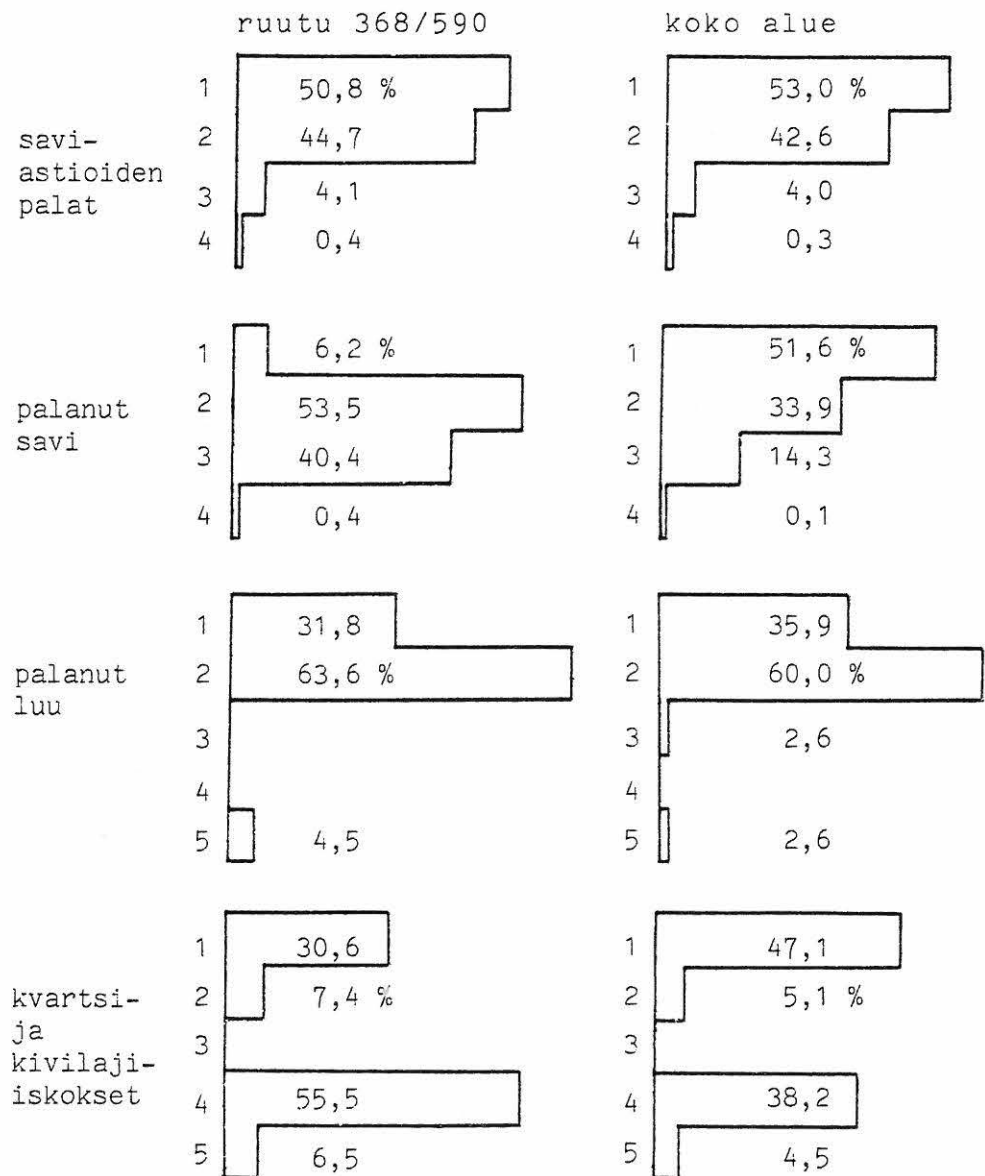 ruutu 368/590 koko alue
savi-
astioiden
palat
1 50,8 % 1 53,0 %
2 44,7 2 42,6
3 4,1 3 4,0
4 0,4 4 0,3
palanut
savi
1 6,2 % 1 51,6 %
2 53,5 2 33,9
3 40,4 3 14,3
4 0,4 4 0,1
palanut
luu
1 31,8 1 35,9
2 63,6 % 2 60,0 %
3 3 2,6
4 4
5 4,5 5 2,6
kvartsi-
ja
kivilaji-
iskokset
1 30,6 1 47,1
2 7,4 % 2 5,1 %
3 3
4 55,5 4 38,2
5 6,5 5 4,5